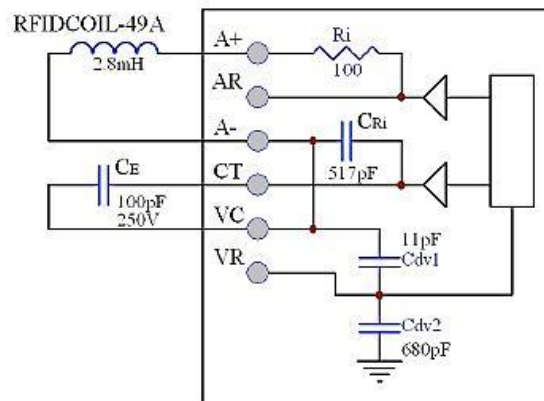 RFIDCOIL-49A
2.8mH
A+
Ri
100
AR
A-
CRi
517pF
CE
100pF
250V
CT
VC
11pF
Cdv1
VR
Cdv2
680pF